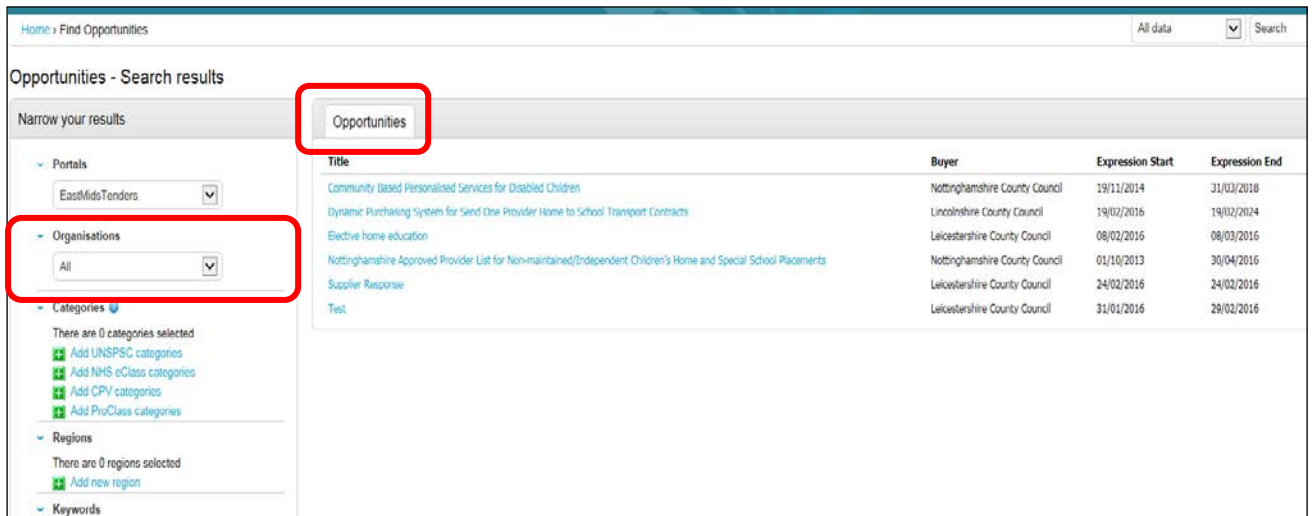 Home › Find Opportunities All data Search
Opportunities - Search results
Narrow your results
Portals
EastMidsTenders
Organisations
All
Categories
There are 0 categories selected
Add UNSPSC categories
Add NHS eClass categories
Add CPV categories
Add ProClass categories
Regions
There are 0 regions selected
Add new region
Keywords
Opportunities
Title Buyer Expression Start Expression End
Community Based Personalised Services for Disabled Children Nottinghamshire County Council 19/11/2014 31/03/2018
Dynamic Purchasing System for Send One Provider Home to School Transport Contracts Lincolnshire County Council 19/02/2016 19/02/2024
Elective home education Leicestershire County Council 08/02/2016 08/03/2016
Nottinghamshire Approved Provider List for Non-maintained/Independent Children's Home and Special School Placements Nottinghamshire County Council 01/10/2013 30/04/2016
Supplier Response Leicestershire County Council 24/02/2016 24/02/2016
Test Leicestershire County Council 31/01/2016 29/02/2016